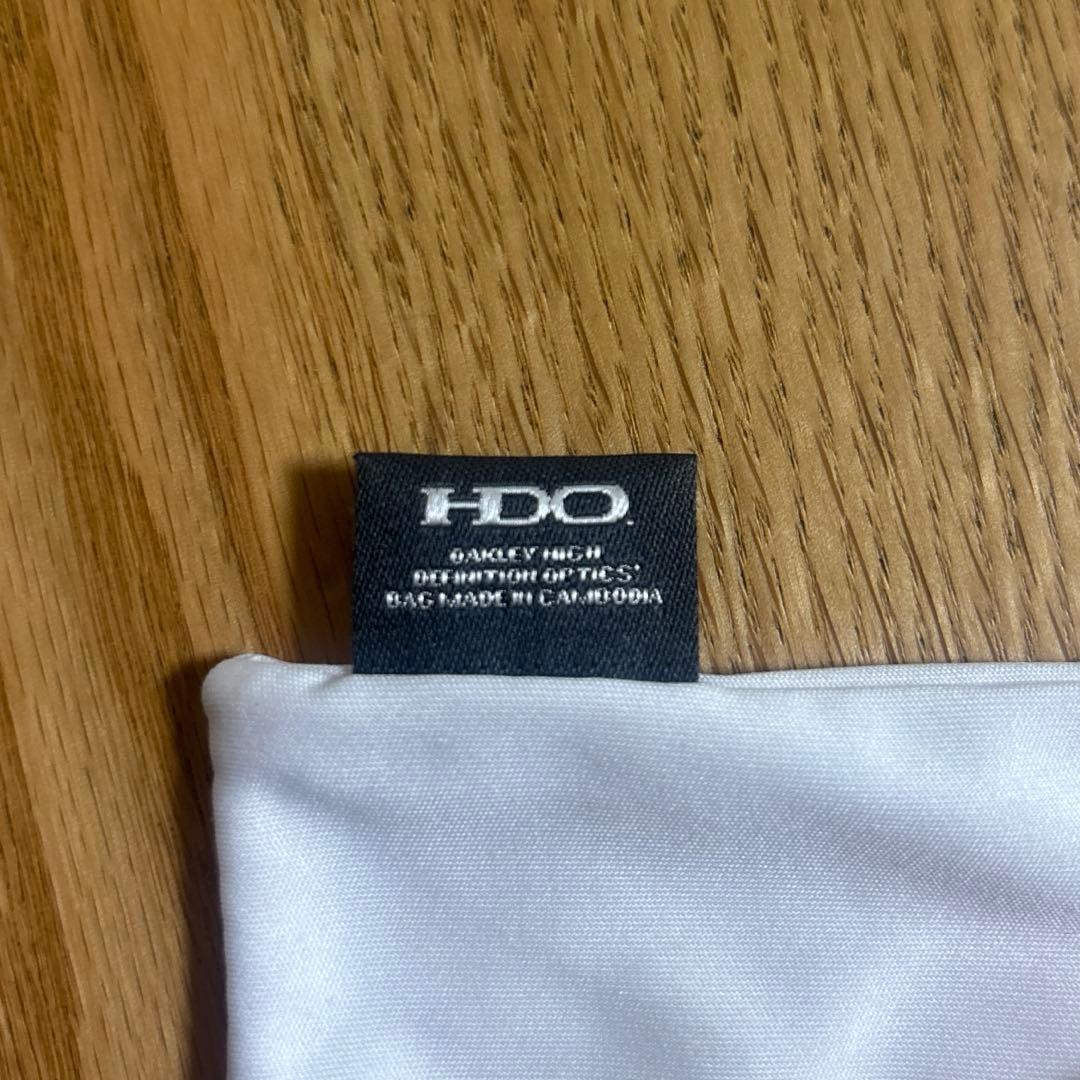 HDO.
OAKLEY HIGH
DEFINITION OPTICS'
BAG MADE IN CAMBODIA